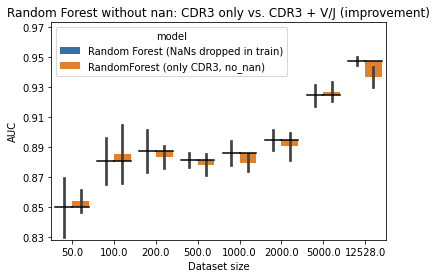 Random Forest without nan: CDR3 only vs. CDR3 + V/J (improvement)
0.97
model
Random Forest (NaNs dropped in train)
RandomForest (only CDR3, no_nan)
0.95
0.93
0.91
AUC
0.89
0.87
0.85
0.83
50.0 100.0 200.0 500.0 1000.0 2000.0 5000.0 12528.0
Dataset size